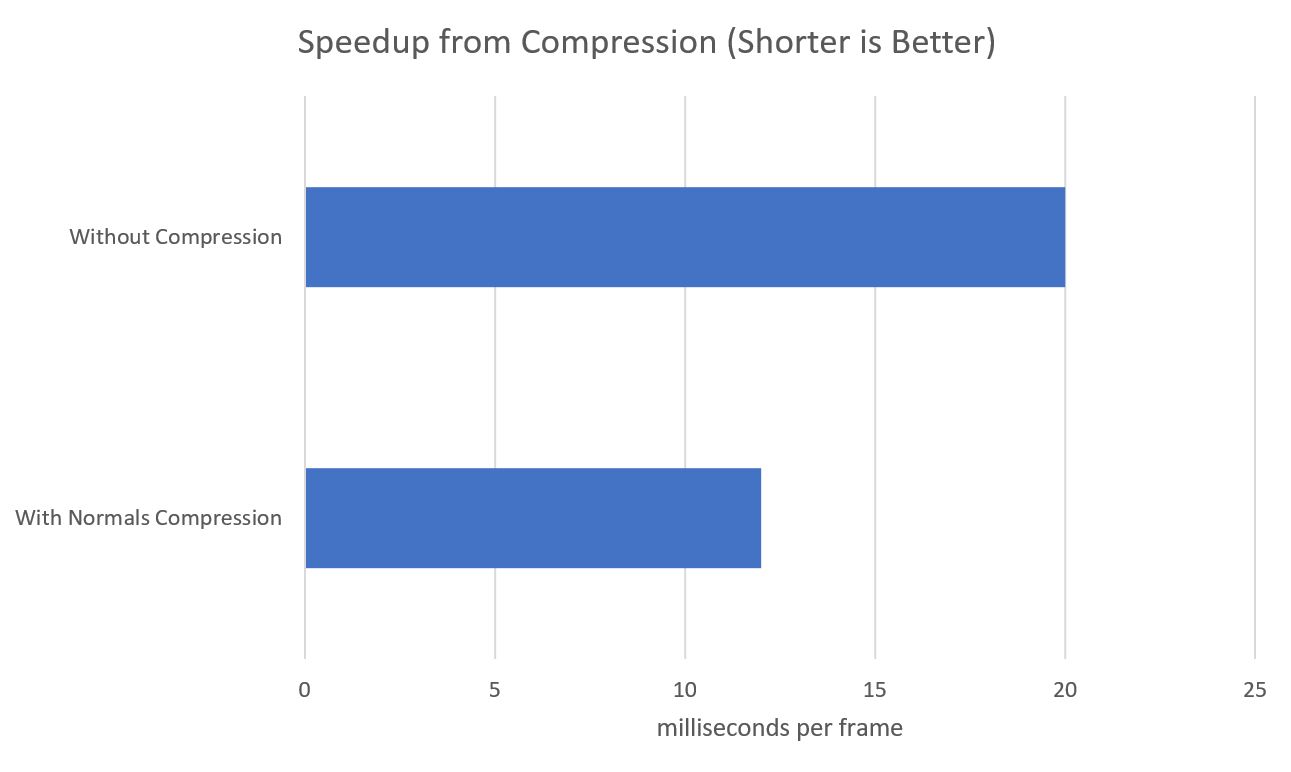 Speedup from Compression (Shorter is Better)
Without Compression
With Normals Compression
0 5 10 15 20 25
milliseconds per frame